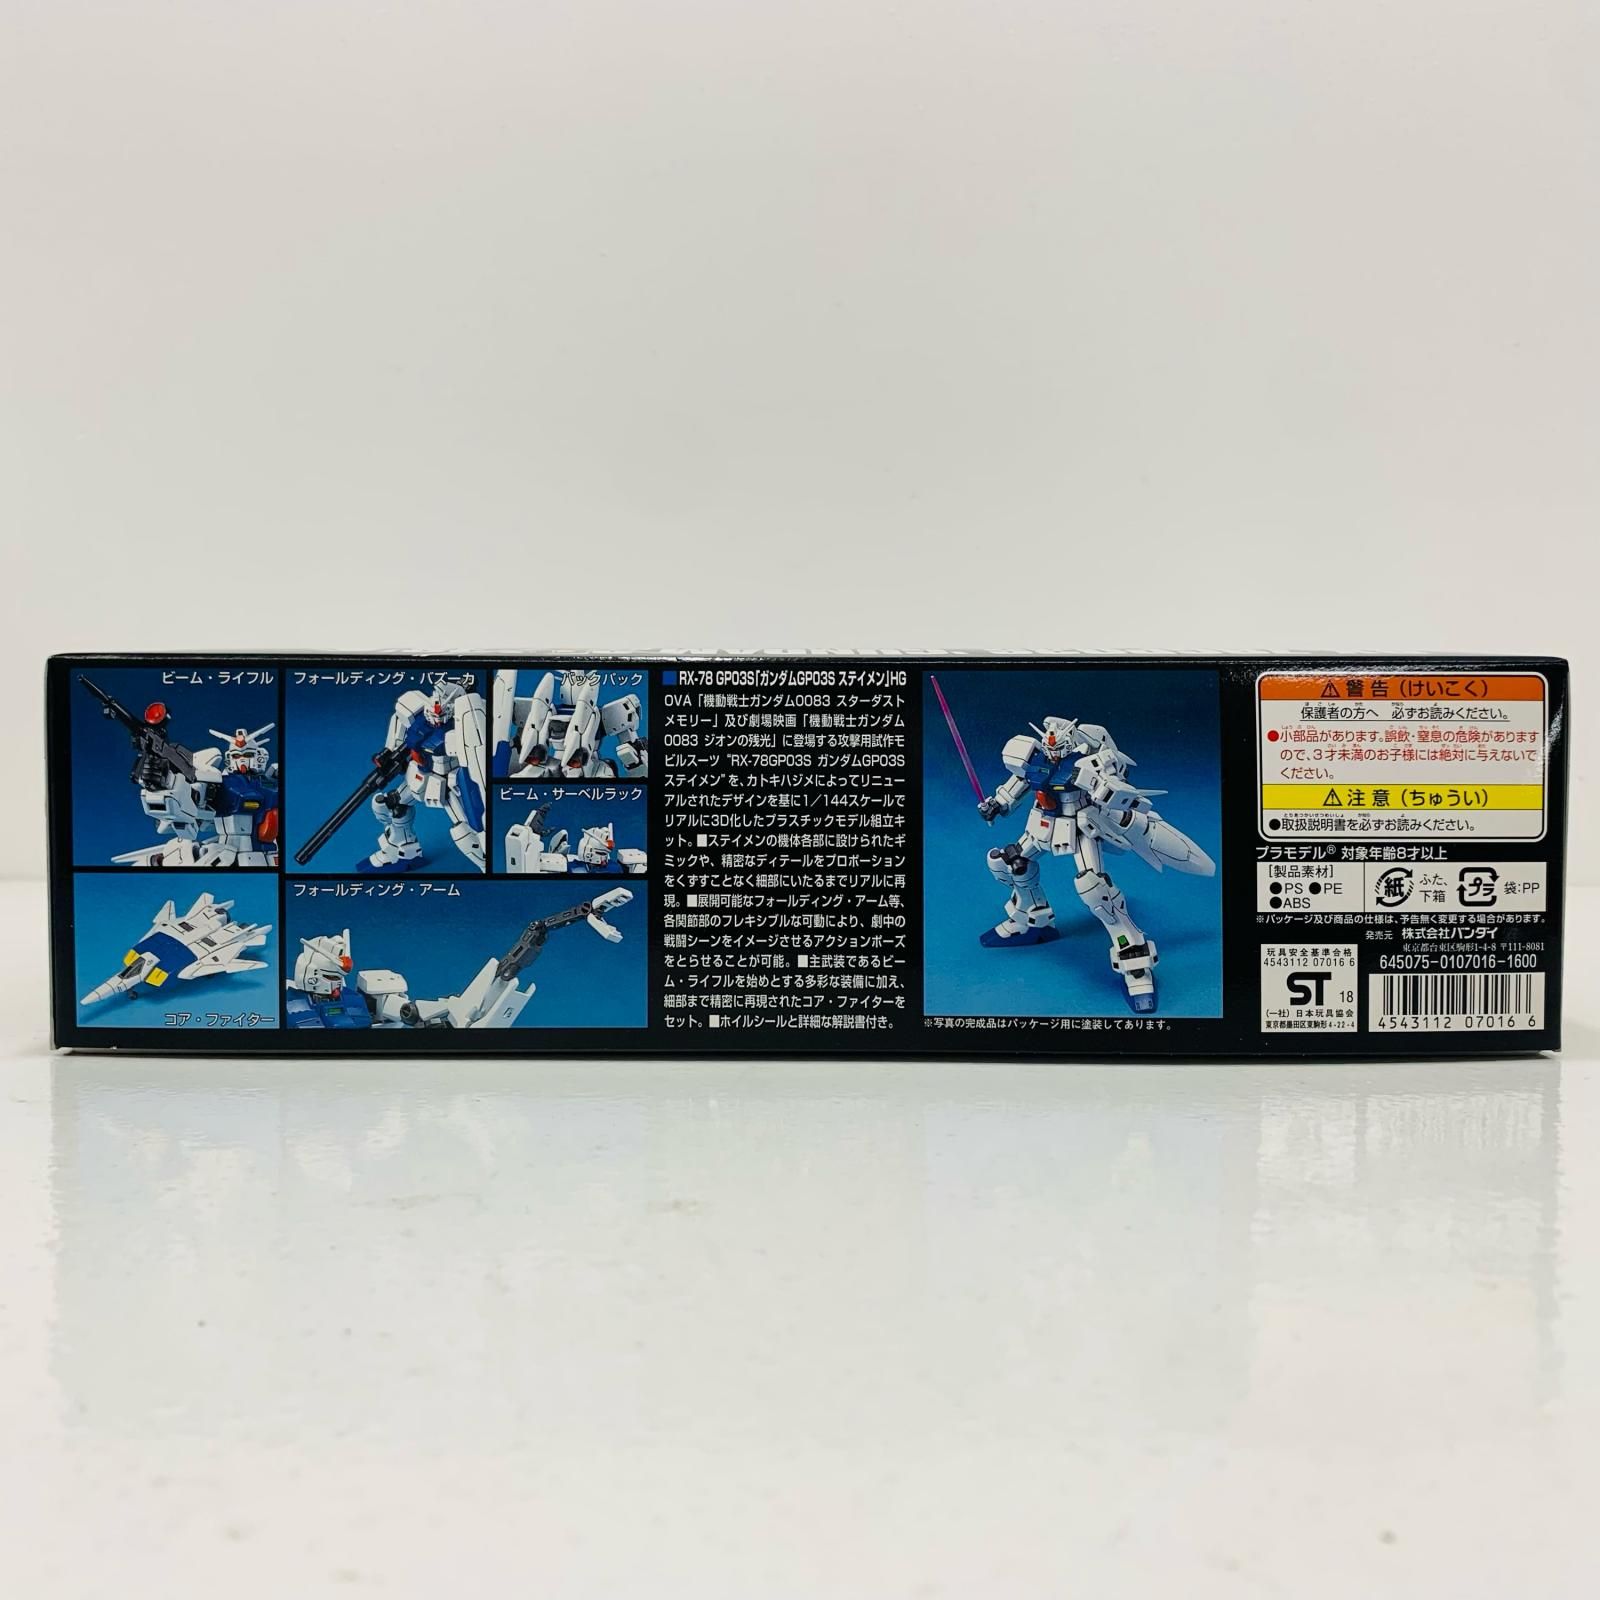 ビーム・ライフル
フォールディング・バズーカ
バックパック
ビーム・サーベルラック
コア・ファイター
フォールディング・アーム
■RX-78 GP03S「ガンダムGP03S ステイメン」HG
OVA「機動戦士ガンダム0083 スターダスト
メモリー」及び劇場映画「機動戦士ガンダム
0083 ジオンの残光」に登場する攻撃用試作モ
ビルスーツ “RX-78GP03S ガンダムGP03S
ステイメン”を、カトキハジメによってリニュー
アルされたデザインを基に1/144スケールで
リアルに3D化したプラスチックモデル組立キ
ット。■ステイメンの機体各部に設けられたギ
ミックや、精密なディテールをプロポーション
をくずすことなく細部にいたるまでリアルに再
現。■展開可能なフォールディング・アーム等、
各関節部のフレキシブルな可動により、劇中の
戦闘シーンをイメージさせるアクションポーズ
をとらせることが可能。■主武装であるビー
ム・ライフルを始めとする多彩な装備に加え、
細部まで精密に再現されたコア・ファイターを
セット。■ホイルシールと詳細な解説書付き。
※写真の完成品はパッケージ用に塗装してあります。
⚠警告(けいこく)
保護者の方へ 必ずお読みください。
●小部品があります。誤飲・窒息の危険があります
ので、3才未満のお子様には絶対に与えないで
ください。
⚠注意(ちゅうい)
●取扱説明書を必ずお読みください。
プラモデル® 対象年齢8才以上
[製品素材]
●PS ●PE
●ABS
紙
ふた、
下箱
プラ
袋:PP
※パッケージ及び商品の仕様は、予告無く変更する場合があります。
発売元 株式会社バンダイ
東京都台東区駒形1-4-8 〒111-8081
645075-0107016-1600
玩具安全基準合格
4543112 07016 6
ST 18
(一社) 日本玩具協会
東京都墨田区東駒形4-22-4
4 543112 070166